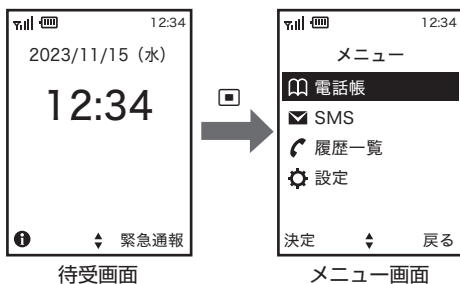 12:34
2023/11/15（水）
12:34
緊急通報
待受画面
12:34
メニュー
電話帳
SMS
履歴一覧
設定
決定 戻る
メニュー画面